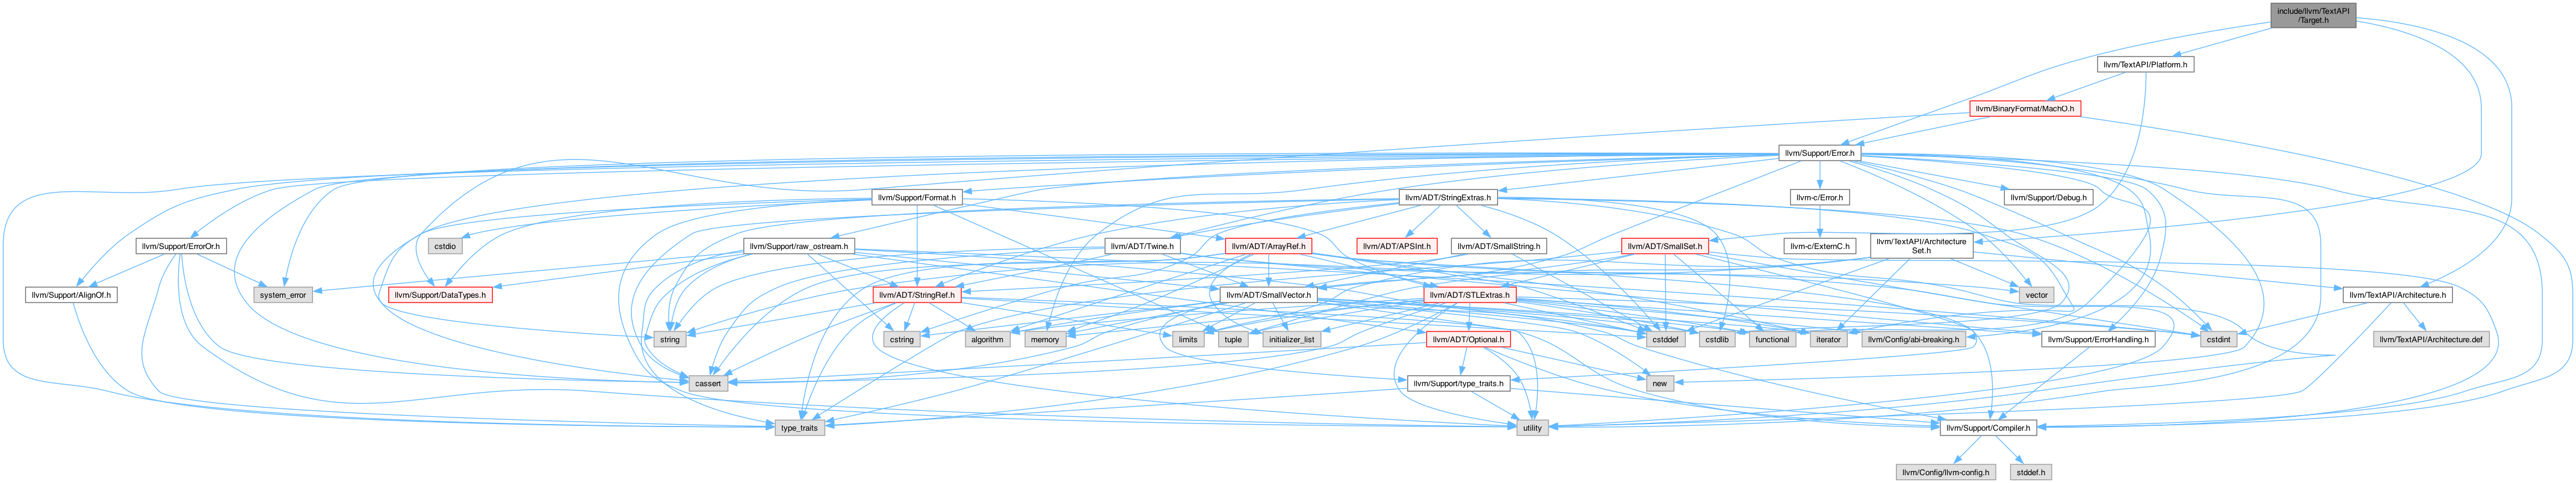 include/llvm/TextAPI
/Target.h
llvm/TextAPI/Platform.h
llvm/BinaryFormat/MachO.h
llvm/Support/Error.h
llvm/Support/Format.h
llvm/ADT/StringExtras.h
llvm-c/Error.h
llvm/Support/Debug.h
cstdio
llvm/Support/ErrorOr.h
llvm/Support/raw_ostream.h
llvm/ADT/Twine.h
llvm/ADT/ArrayRef.h
llvm/ADT/APSInt.h
llvm/ADT/SmallString.h
llvm/ADT/SmallSet.h
llvm-c/ExternC.h
llvm/TextAPI/Architecture
Set.h
llvm/Support/AlignOf.h
system_error
llvm/Support/DataTypes.h
llvm/ADT/StringRef.h
llvm/ADT/SmallVector.h
llvm/ADT/STLExtras.h
vector
llvm/TextAPI/Architecture.h
string
cstring
algorithm
memory
limits
tuple
initializer_list
llvm/ADT/Optional.h
cstddef
cstdlib
functional
iterator
llvm/Config/abi-breaking.h
llvm/Support/ErrorHandling.h
cstdint
llvm/TextAPI/Architecture.def
cassert
llvm/Support/type_traits.h
new
type_traits
utility
llvm/Support/Compiler.h
llvm/Config/llvm-config.h
stddef.h